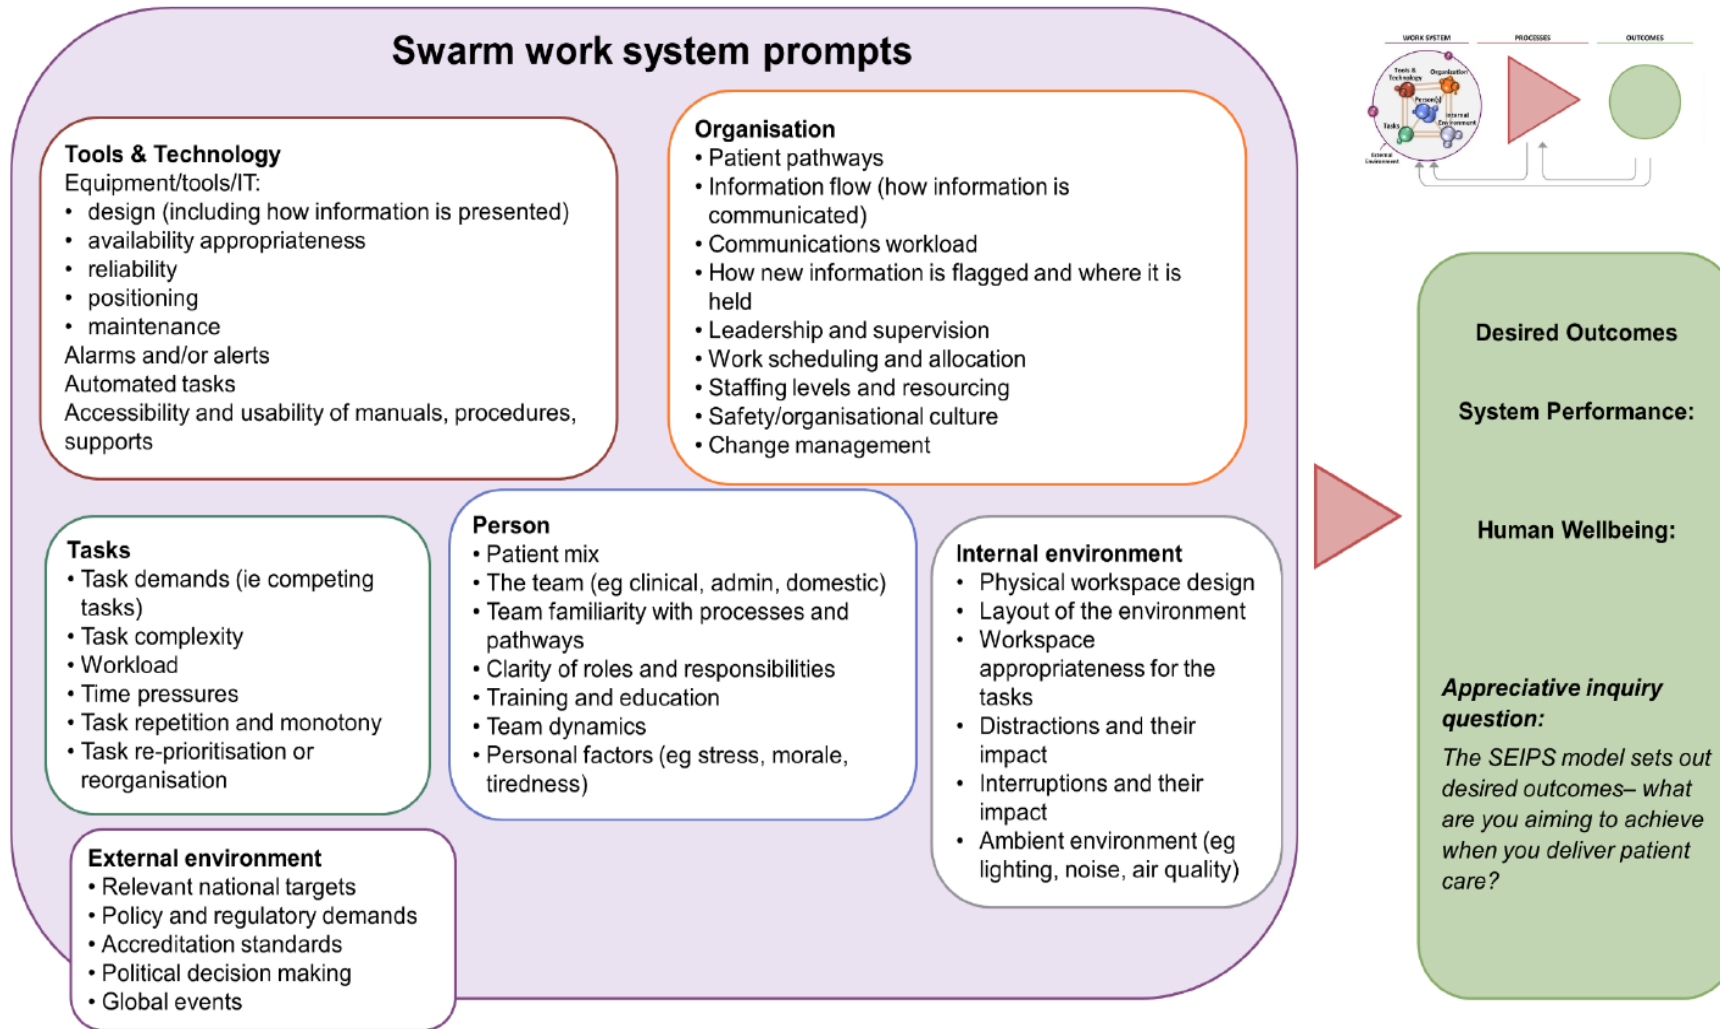 Swarm work system prompts
Tools & Technology
Equipment/tools/IT:
• design (including how information is presented)
• availability appropriateness
• reliability
• positioning
• maintenance
Alarms and/or alerts
Automated tasks
Accessibility and usability of manuals, procedures,
supports
Organisation
• Patient pathways
• Information flow (how information is
communicated)
• Communications workload
• How new information is flagged and where it is
held
• Leadership and supervision
• Work scheduling and allocation
• Staffing levels and resourcing
• Safety/organisational culture
• Change management
Tasks
• Task demands (ie competing
tasks)
• Task complexity
• Workload
• Time pressures
• Task repetition and monotony
• Task re-prioritisation or
reorganisation
Person
• Patient mix
• The team (eg clinical, admin, domestic)
• Team familiarity with processes and
pathways
• Clarity of roles and responsibilities
• Training and education
• Team dynamics
• Personal factors (eg stress, morale,
tiredness)
Internal environment
• Physical workspace design
• Layout of the environment
• Workspace
appropriateness for the
tasks
• Distractions and their
impact
• Interruptions and their
impact
• Ambient environment (eg
lighting, noise, air quality)
External environment
• Relevant national targets
• Policy and regulatory demands
• Accreditation standards
• Political decision making
• Global events
WORK SYSTEM
PROCESSES
OUTCOMES
Tools &
Technology
Organisation
Person(s)
Tasks
Internal
Environment
External
Environment
Desired Outcomes
System Performance:
Human Wellbeing:
Appreciative inquiry
question:
The SEIPS model sets out
desired outcomes– what
are you aiming to achieve
when you deliver patient
care?